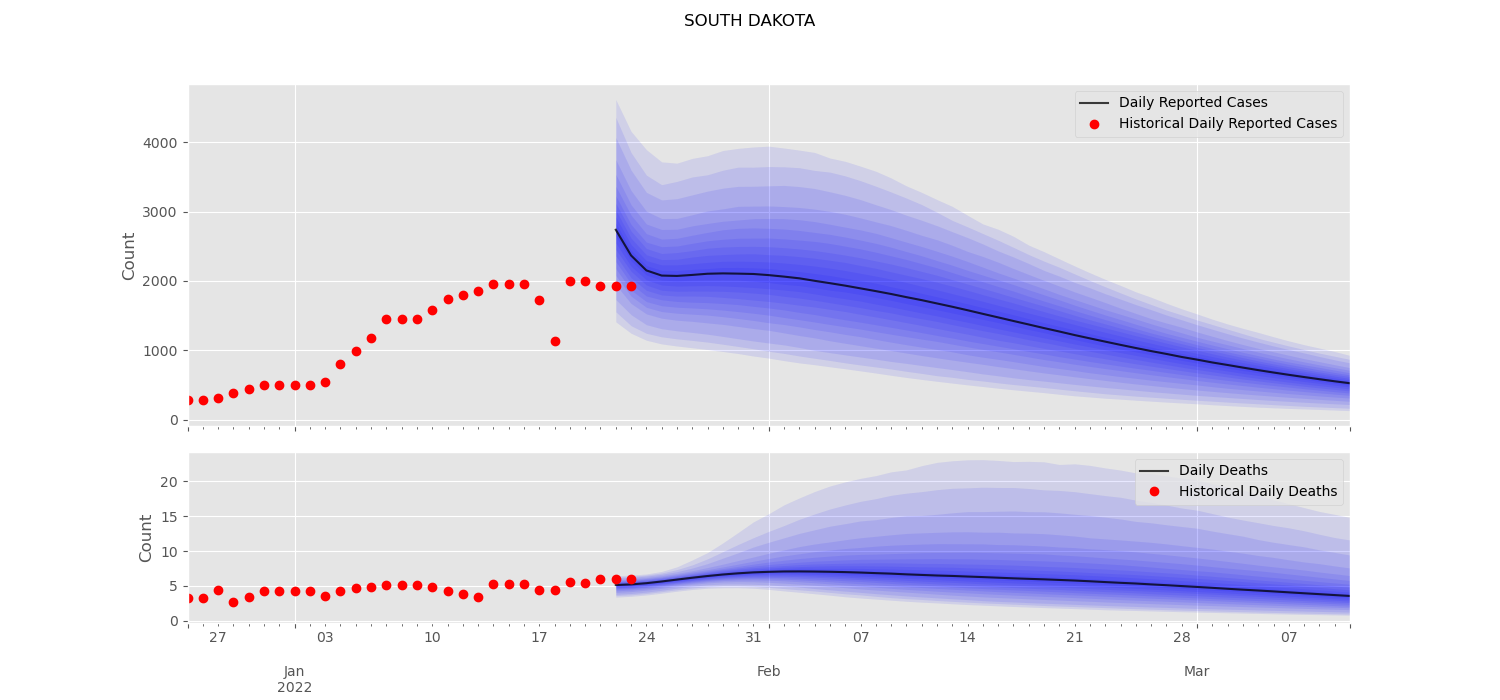 SOUTH DAKOTA
Count
4000
3000
2000
1000
0
Daily Reported Cases
Historical Daily Reported Cases
Count
20
15
10
5
0
Daily Deaths
Historical Daily Deaths
27 03 10 17 24 31 07 14 21 28 07
Jan Feb Mar
2022